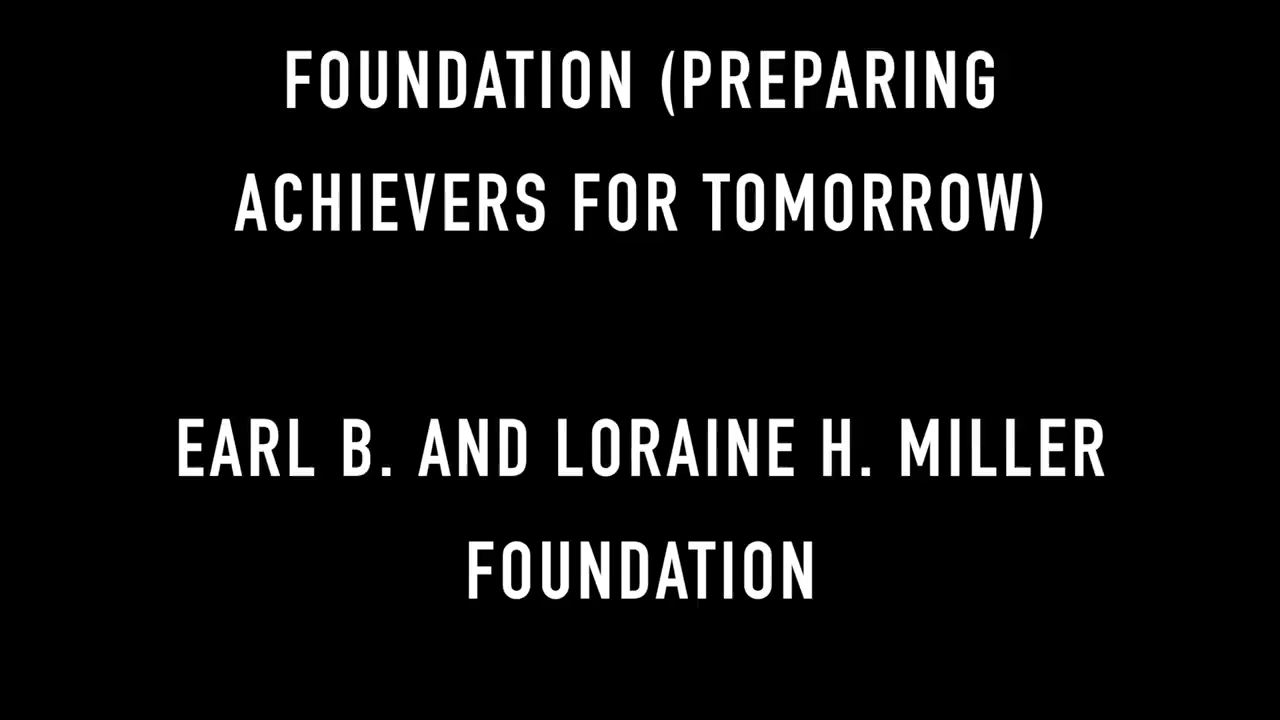 FOUNDATION (PREPARING
ACHIEVERS FOR TOMORROW)
EARL B. AND LORAINE H. MILLER
FOUNDATION